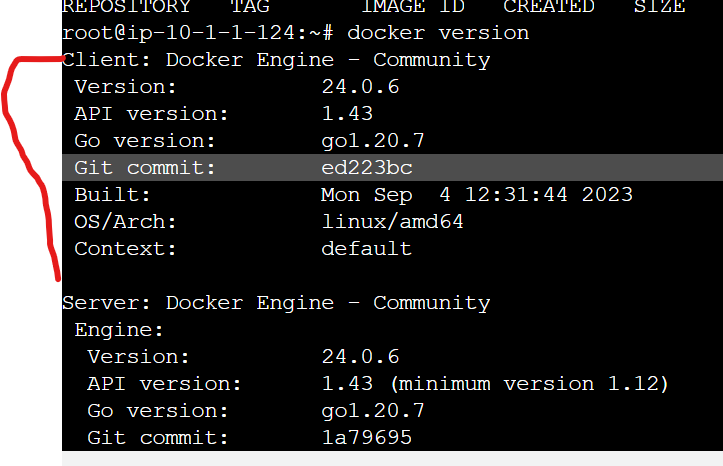 REPOSITORY   TAG       IMAGE ID   CREATED   SIZE
root@ip-10-1-1-124:~# docker version
Client: Docker Engine - Community
 Version:           24.0.6
 API version:       1.43
 Go version:        go1.20.7
 Git commit:        ed223bc
 Built:             Mon Sep  4 12:31:44 2023
 OS/Arch:           linux/amd64
 Context:           default

Server: Docker Engine - Community
 Engine:
  Version:          24.0.6
  API version:      1.43 (minimum version 1.12)
  Go version:       go1.20.7
  Git commit:       1a79695